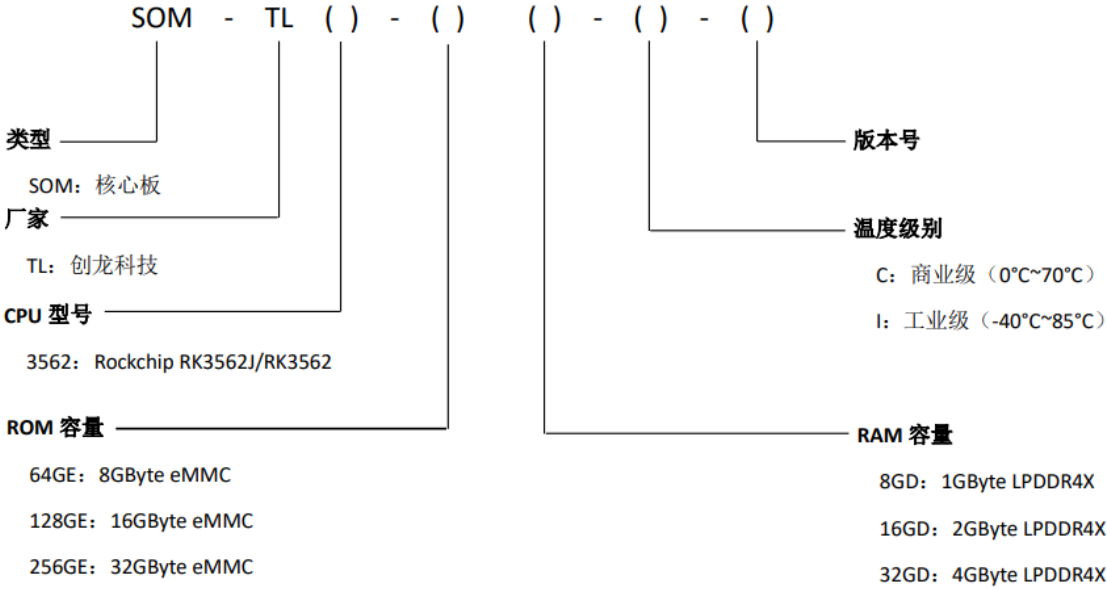 SOM - TL ( ) - ( ) ( ) - ( ) - ( )
类型
SOM：核心板
厂家
TL：创龙科技
CPU 型号
3562：Rockchip RK3562J/RK3562
ROM 容量
64GE：8GByte eMMC
128GE：16GByte eMMC
256GE：32GByte eMMC
版本号
温度级别
C：商业级（0°C~70°C）
I：工业级（-40°C~85°C）
RAM 容量
8GD：1GByte LPDDR4X
16GD：2GByte LPDDR4X
32GD：4GByte LPDDR4X